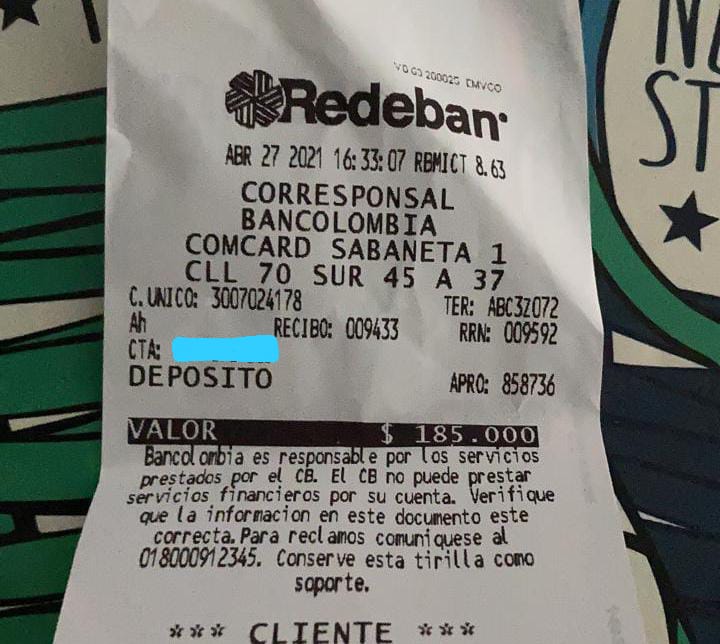 VD G3 200025 EMVCO
Redeban
ABR 27 2021 16:33:07 RBMICT 8.63
CORRESPONSAL
BANCOLOMBIA
COMCARD SABANETA 1
CLL 70 SUR 45 A 37
C. UNICO: 3007024178 TER: ABC3Z072
Ah RECIBO: 009433 RRN: 009592
CTA:
DEPOSITO APRO: 858736
VALOR $ 185.000
Bancolombia es responsable por los servicios
prestados por el CB. El CB no puede prestar
servicios financieros por su cuenta. Verifique
que la informacion en este documento este
correcta. Para reclamos comuniquese al
018000912345. Conserve esta tirilla como
soporte.
*** CLIENTE ***
ST